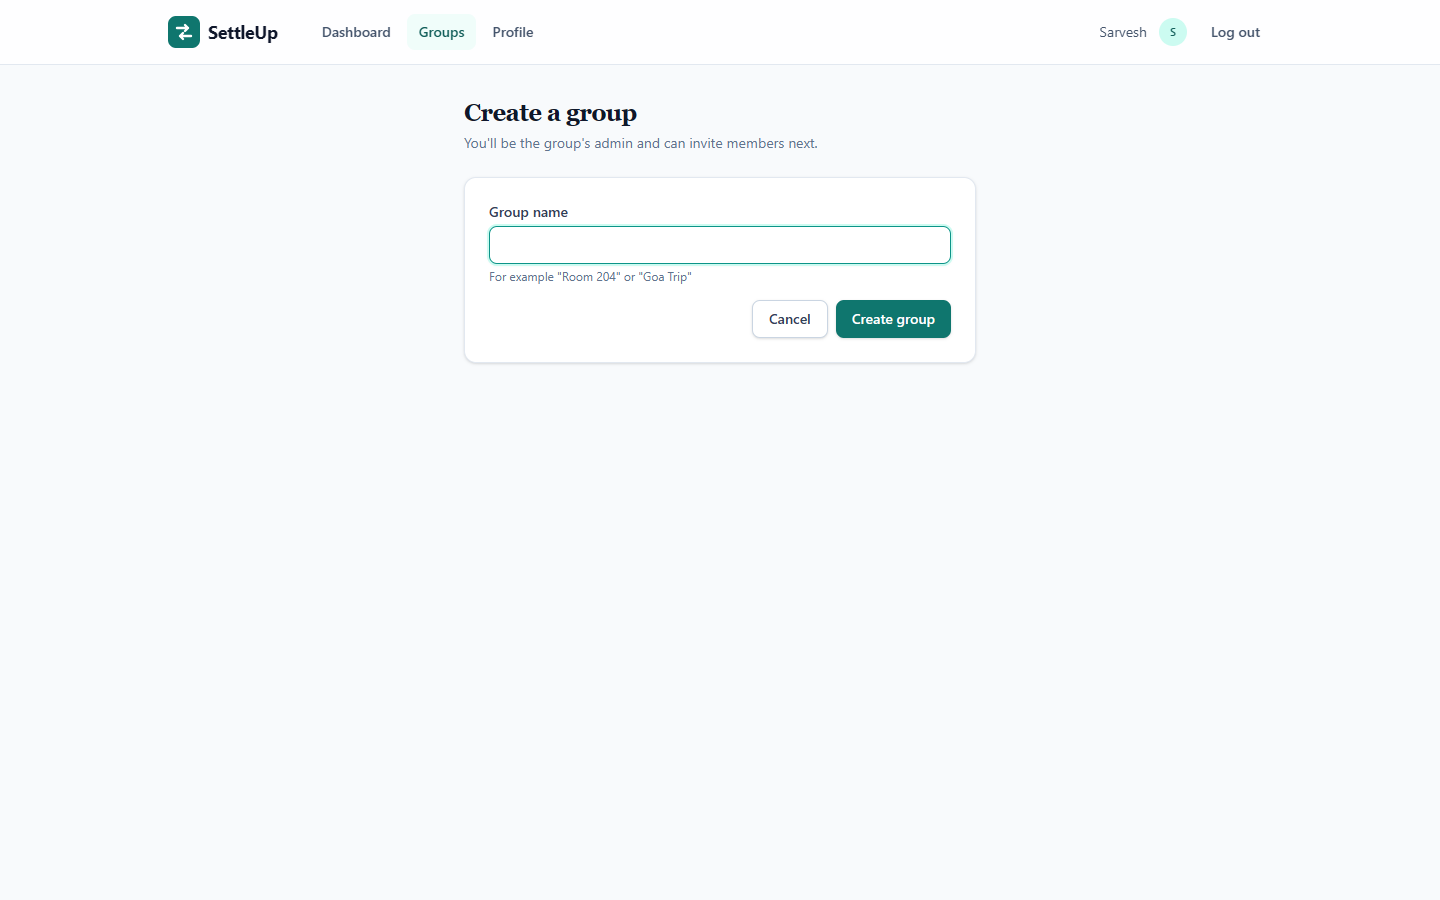 SettleUp
Dashboard
Groups
Profile
Sarvesh
S
Log out
Create a group
You'll be the group's admin and can invite members next.
Group name
For example "Room 204" or "Goa Trip"
Cancel
Create group